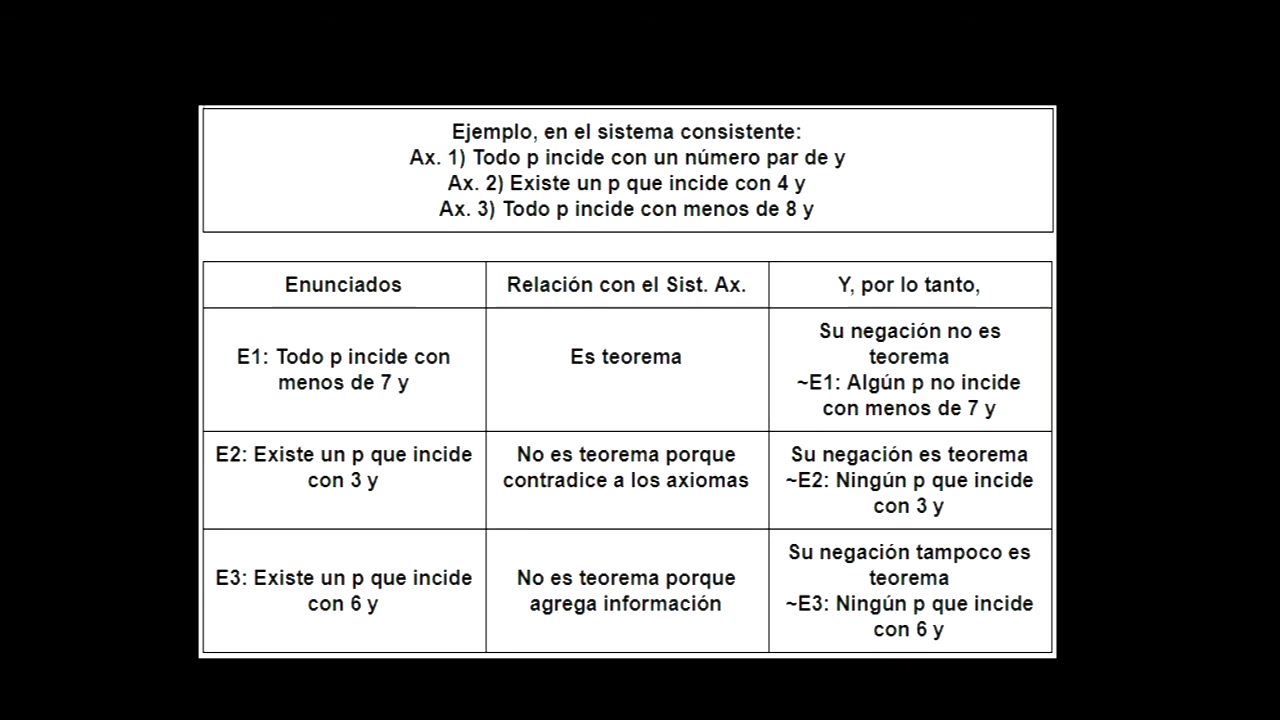 Ejemplo, en el sistema consistente:
Ax. 1) Todo p incide con un número par de y
Ax. 2) Existe un p que incide con 4 y
Ax. 3) Todo p incide con menos de 8 y
Enunciados
Relación con el Sist. Ax.
Y, por lo tanto,
E1: Todo p incide con
menos de 7 y
Es teorema
Su negación no es
teorema
~E1: Algún p no incide
con menos de 7 y
E2: Existe un p que incide
con 3 y
No es teorema porque
contradice a los axiomas
Su negación es teorema
~E2: Ningún p que incide
con 3 y
E3: Existe un p que incide
con 6 y
No es teorema porque
agrega información
Su negación tampoco es
teorema
~E3: Ningún p que incide
con 6 y